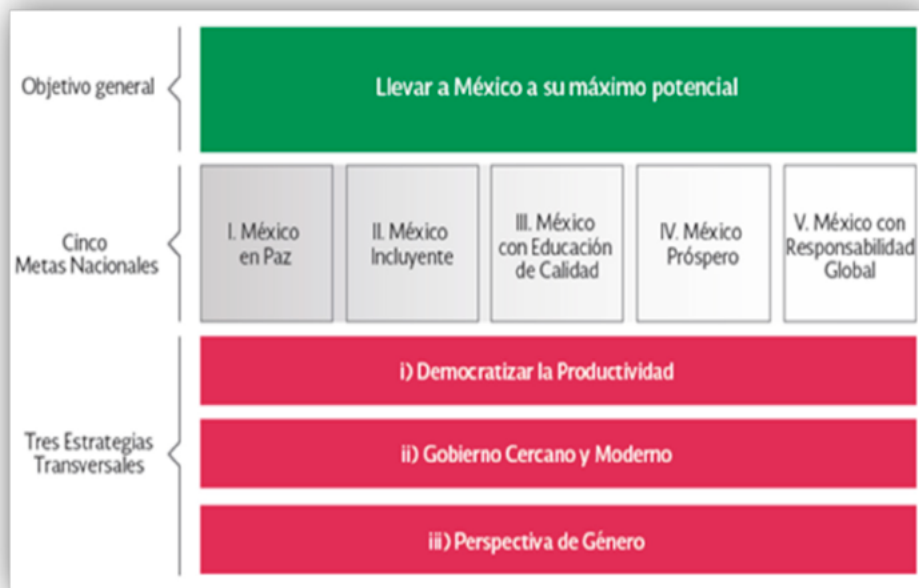 Objetivo general
Llevar a México a su máximo potencial
Cinco
Metas Nacionales
I. México
en Paz
II. México
Incluyente
III. México
con Educación
de Calidad
IV. México
Próspero
V. México con
Responsabilidad
Global
Tres Estrategias
Transversales
i) Democratizar la Productividad
ii) Gobierno Cercano y Moderno
iii) Perspectiva de Género